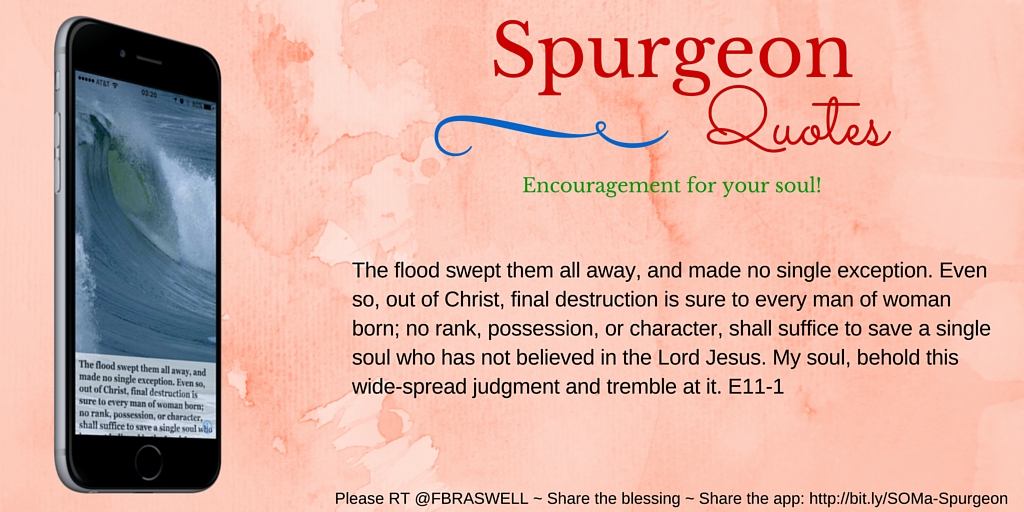 Spurgeon
Quotes
Encouragement for your soul!
The flood swept them all away, and made no single exception. Even
so, out of Christ, final destruction is sure to every man of woman
born; no rank, possession, or character, shall suffice to save a single
soul who has not believed in the Lord Jesus. My soul, behold this
wide-spread judgment and tremble at it. E11-1
AT&T
03:20
The flood swept them all away, and
made no single exception. Even so,
out of Christ, final destruction is
sure to every man of woman born;
no rank, possession, or character,
shall suffice to save a single soul who
Please RT @FBRASWELL ~ Share the blessing ~ Share the app: http://bit.ly/SOMa-Spurgeon